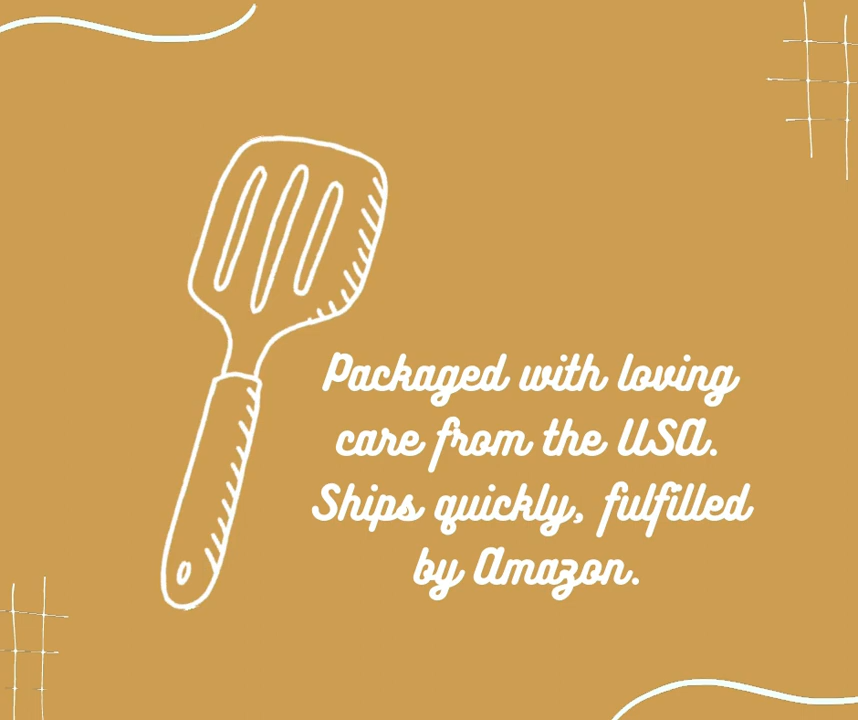 Packaged with loving
care from the USA.
Ships quickly, fulfilled
by Amazon.